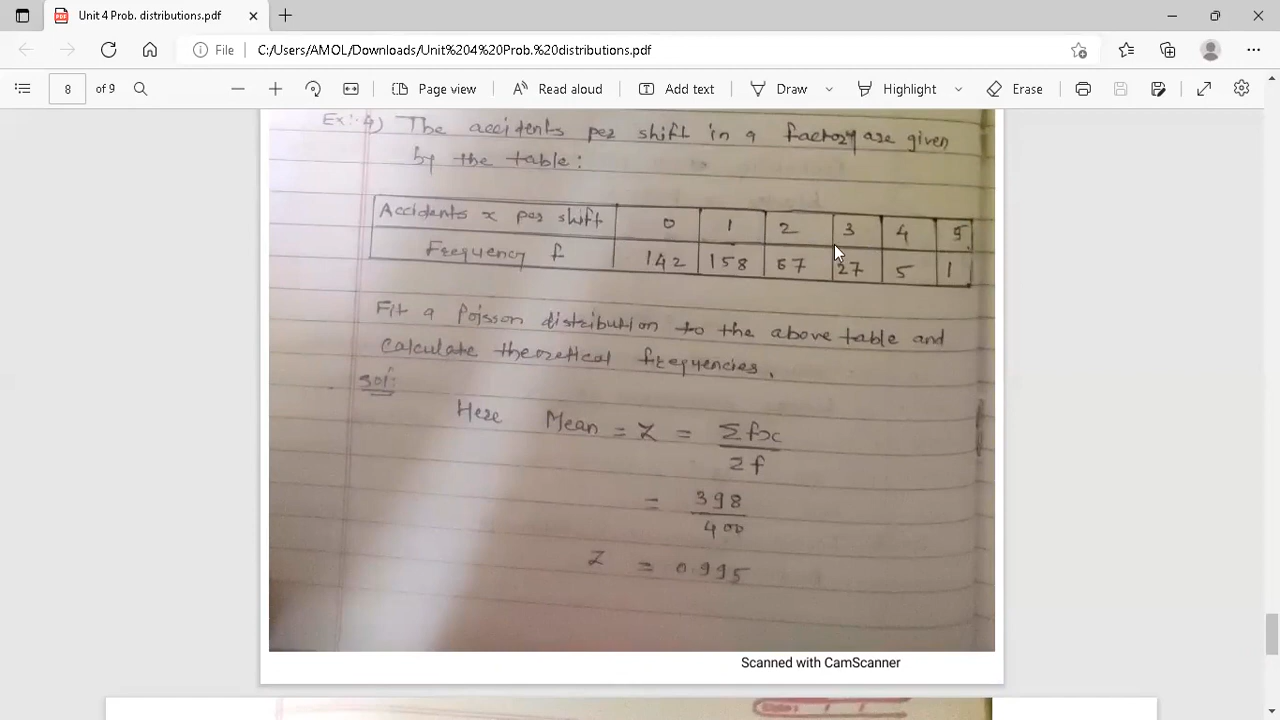 Unit 4 Prob. distributions.pdf
File C:/Users/AMOL/Downloads/Unit%204%20Prob.%20distributions.pdf
8 of 9 Page view Read aloud Add text Draw Highlight Erase
Ex:-4) The accidents per shift in a factory are given
by the table:
Accidents x per shift 0 1 2 3 4 5
Frequency f 142 158 67 27 5 1
Fit a Poisson distribution to the above table and
calculate theoretical frequencies.
Sol:
Here Mean = Z = Σfx
Σf
= 398
400
Z = 0.995
Scanned with CamScanner